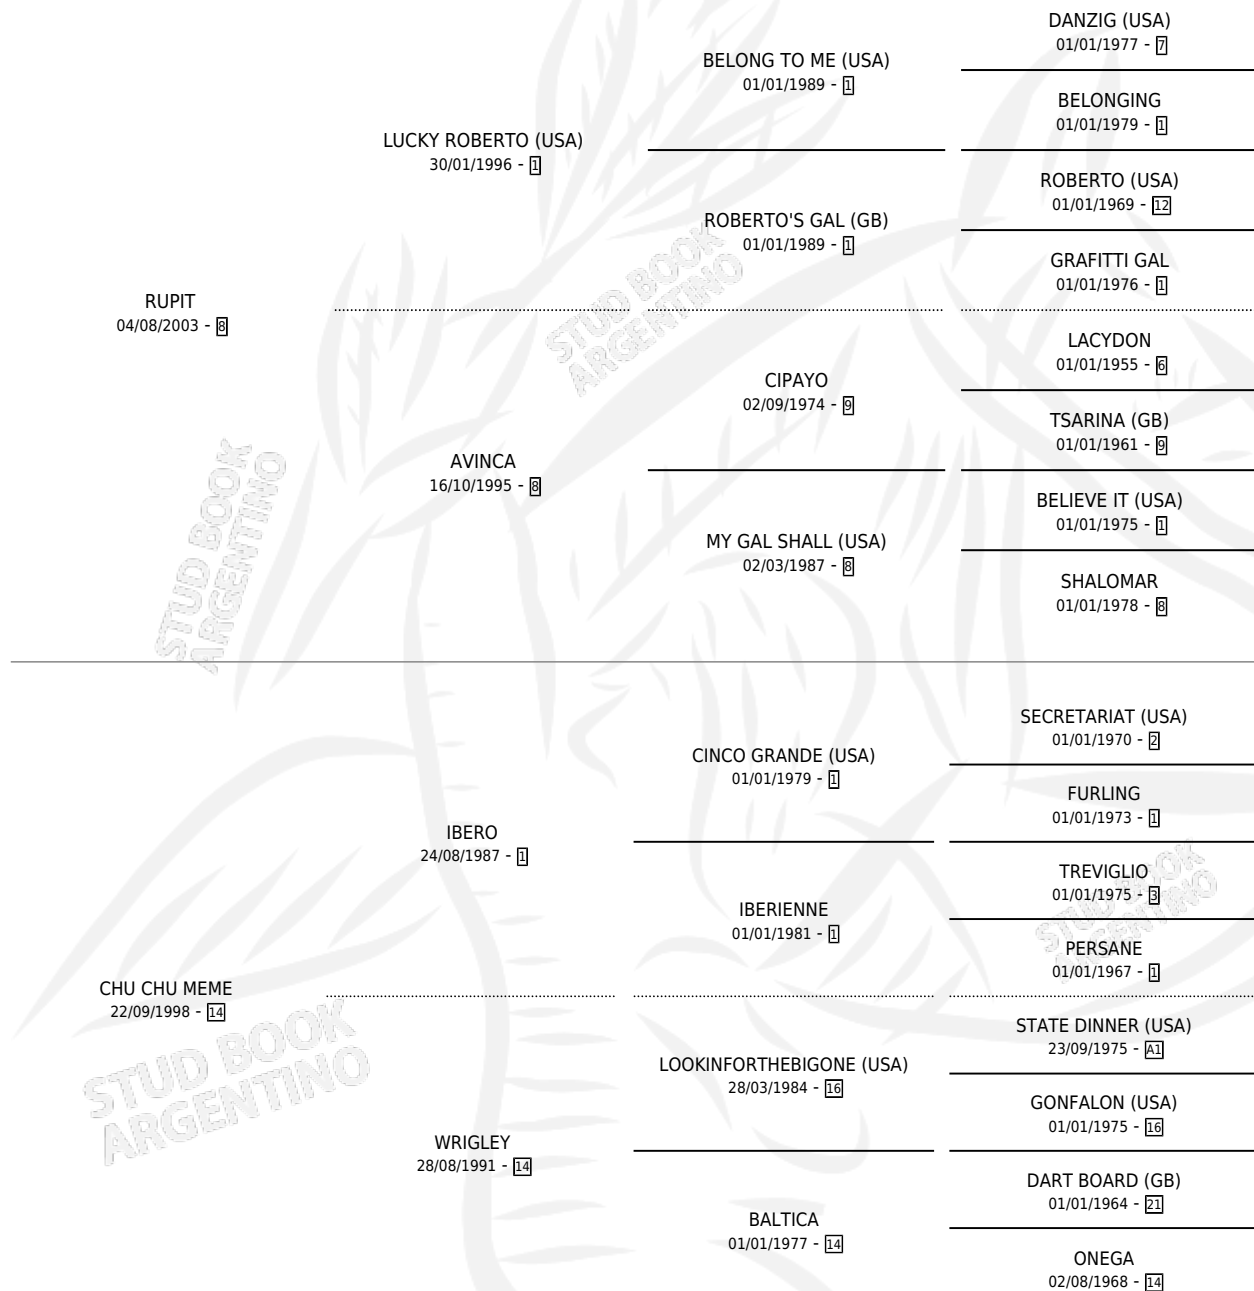 DANZIG (USA)
01/01/1977 - 7
BELONG TO ME (USA)
01/01/1989 - 1
BELONGING
01/01/1979 - 1
LUCKY ROBERTO (USA)
30/01/1996 - 1
ROBERTO (USA)
01/01/1969 - 12
ROBERTO'S GAL (GB)
01/01/1989 - 1
GRAFITTI GAL
01/01/1976 - 1
RUPIT
04/08/2003 - 8
STUD BOOK
ARGENTINO
LACYDON
01/01/1955 - 6
CIPAYO
02/09/1974 - 9
TSARINA (GB)
01/01/1961 - 9
AVINCA
16/10/1995 - 8
BELIEVE IT (USA)
01/01/1975 - 1
MY GAL SHALL (USA)
02/03/1987 - 8
SHALOMAR
01/01/1978 - 8
STUD BOOK
ARGENTINO
SECRETARIAT (USA)
01/01/1970 - 2
CINCO GRANDE (USA)
01/01/1979 - 1
FURLING
01/01/1973 - 1
IBERO
24/08/1987 - 1
TREVIGLIO
01/01/1975 - 3
IBERIENNE
01/01/1981 - 1
STUD BOOK
ARGENTINO
PERSANE
01/01/1967 - 1
CHU CHU MEME
22/09/1998 - 14
STATE DINNER (USA)
23/09/1975 - A1
LOOKINFORTHEBIGONE (USA)
28/03/1984 - 16
GONFALON (USA)
01/01/1975 - 16
STUD BOOK
ARGENTINO
WRIGLEY
28/08/1991 - 14
DART BOARD (GB)
01/01/1964 - 21
BALTICA
01/01/1977 - 14
ONEGA
02/08/1968 - 14